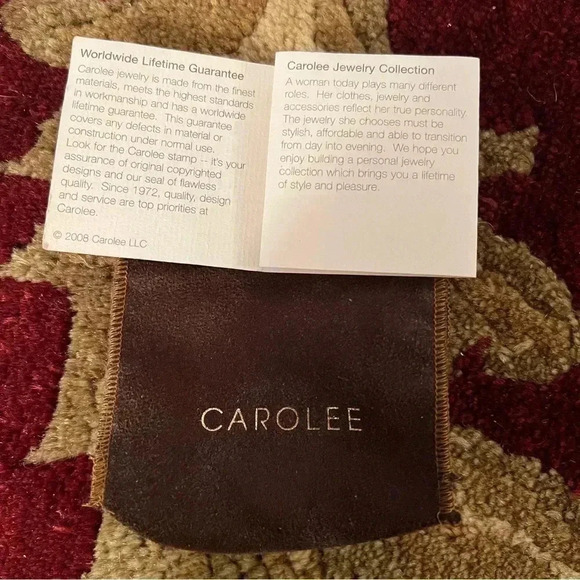 Worldwide Lifetime Guarantee
Carolee jewelry is made from the finest
materials, meets the highest standards
in workmanship and has a worldwide
lifetime guarantee. This guarantee
covers any defects in material or
construction under normal use.
Look for the Carolee stamp -- it's your
assurance of original copyrighted
designs and our seal of flawless
quality. Since 1972, quality, design
and service are top priorities at
Carolee.
© 2008 Carolee LLC
Carolee Jewelry Collection
A woman today plays many different
roles. Her clothes, jewelry and
accessories reflect her true personality.
The jewelry she chooses must be
stylish, affordable and able to transition
from day into evening. We hope you
enjoy building a personal jewelry
collection which brings you a lifetime
of style and pleasure.
CAROLEE